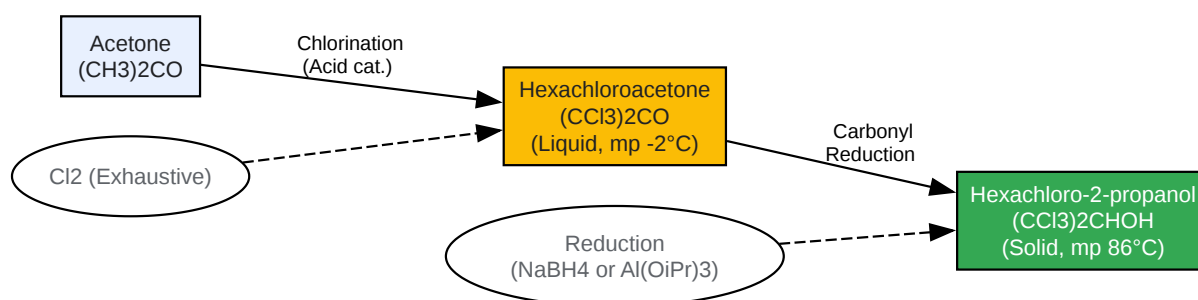 Acetone
(CH3)2CO
Chlorination
(Acid cat.)
Hexachloroacetone
(CCl3)2CO
(Liquid, mp -2°C)
Cl2 (Exhaustive)
Carbonyl
Reduction
Hexachloro-2-propanol
(CCl3)2CHOH
(Solid, mp 86°C)
Reduction
(NaBH4 or Al(OiPr)3)